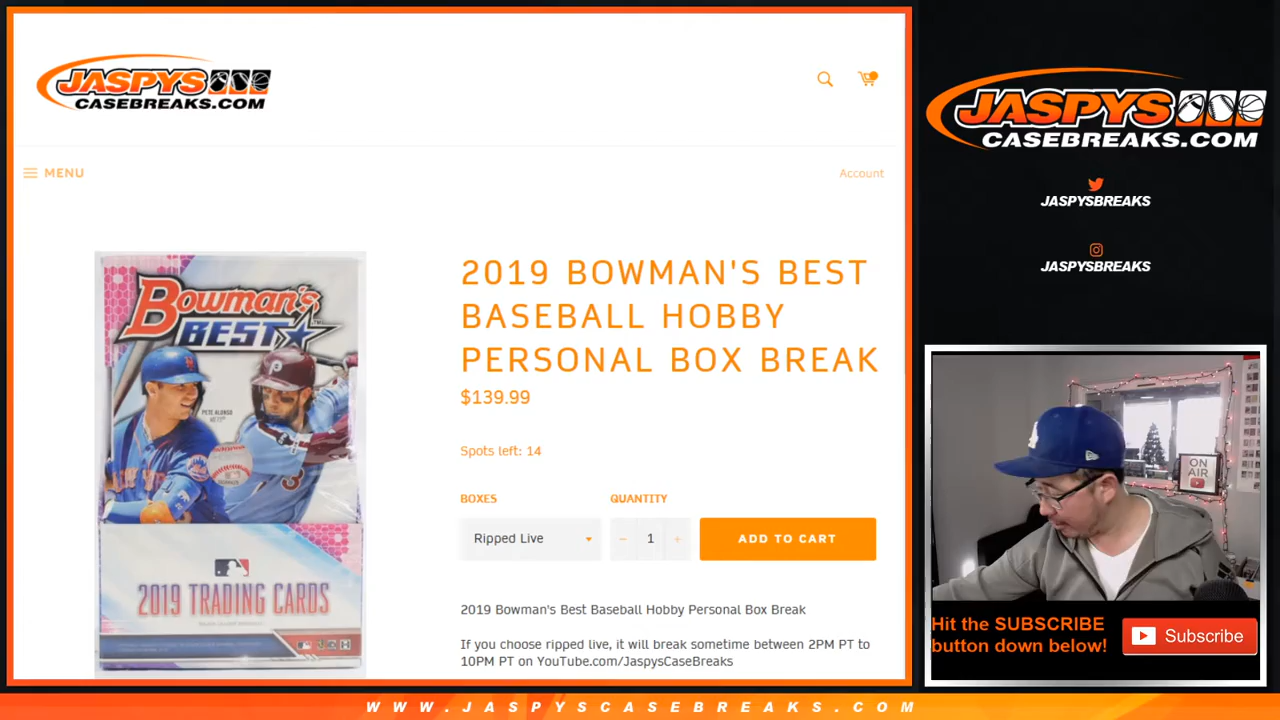 JASPYS
CASEBREAKS.COM
MENU
Account
Bowman's
BEST
PETE ALONSO
METS
2019 TRADING CARDS
2019 BOWMAN'S BEST
BASEBALL HOBBY
PERSONAL BOX BREAK
$139.99
Spots left: 14
BOXES
QUANTITY
Ripped Live
− 1 +
ADD TO CART
2019 Bowman's Best Baseball Hobby Personal Box Break
If you choose ripped live, it will break sometime between 2PM PT to
10PM PT on YouTube.com/JaspysCaseBreaks
JASPYS
CASEBREAKS.COM
JASPYSBREAKS
JASPYSBREAKS
ON
AIR
Hit the SUBSCRIBE
button down below!
Subscribe
WWW.JASPYSCASEBREAKS.COM